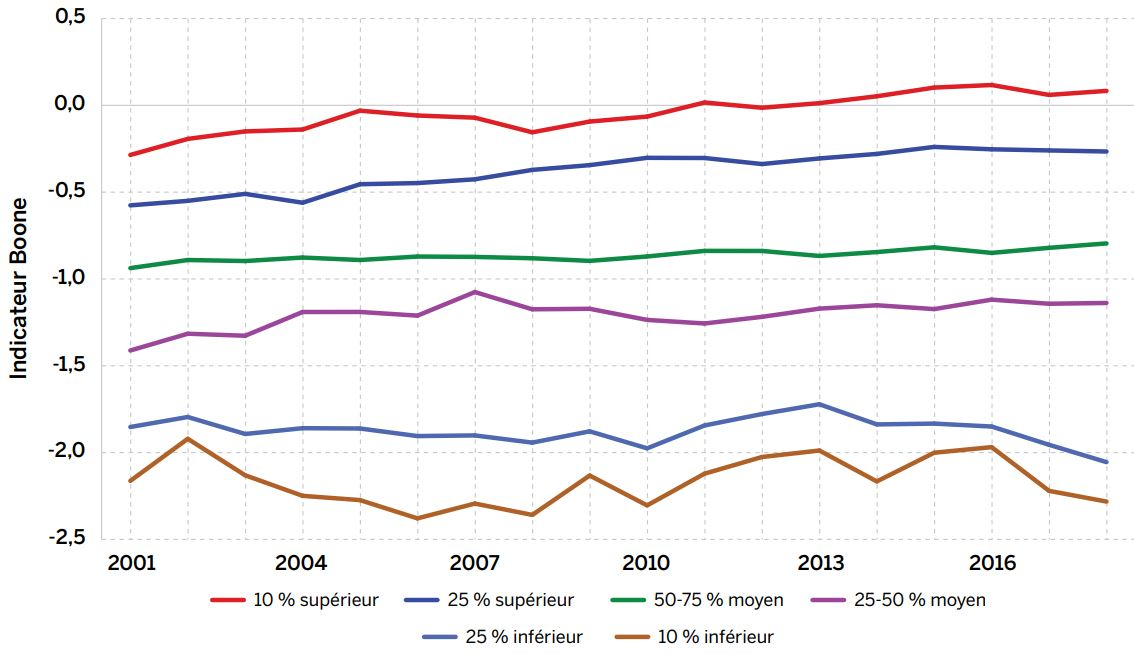 0,5
0,0
-0,5
-1,0
-1,5
-2,0
-2,5
Indicateur Boone
2001 2004 2007 2010 2013 2016
10 % supérieur 25 % supérieur 50-75 % moyen 25-50 % moyen
25 % inférieur 10 % inférieur